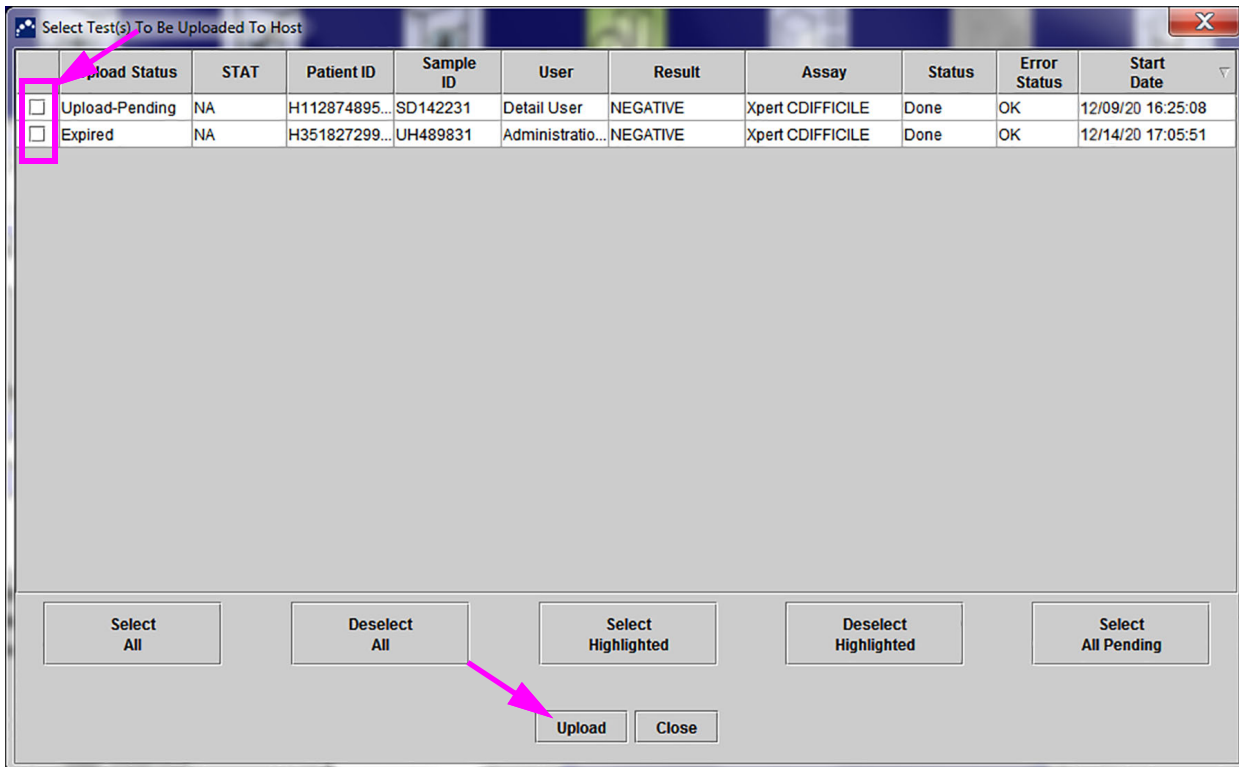 Select Test(s) To Be Uploaded To Host
Upload Status STAT Patient ID Sample ID User Result Assay Status Error Status Start Date
Upload-Pending NA H112874895... SD142231 Detail User NEGATIVE Xpert CDIFFICILE Done OK 12/09/20 16:25:08
Expired NA H351827299... UH489831 Administratio... NEGATIVE Xpert CDIFFICILE Done OK 12/14/20 17:05:51
Select All
Deselect All
Select Highlighted
Deselect Highlighted
Select All Pending
Upload Close